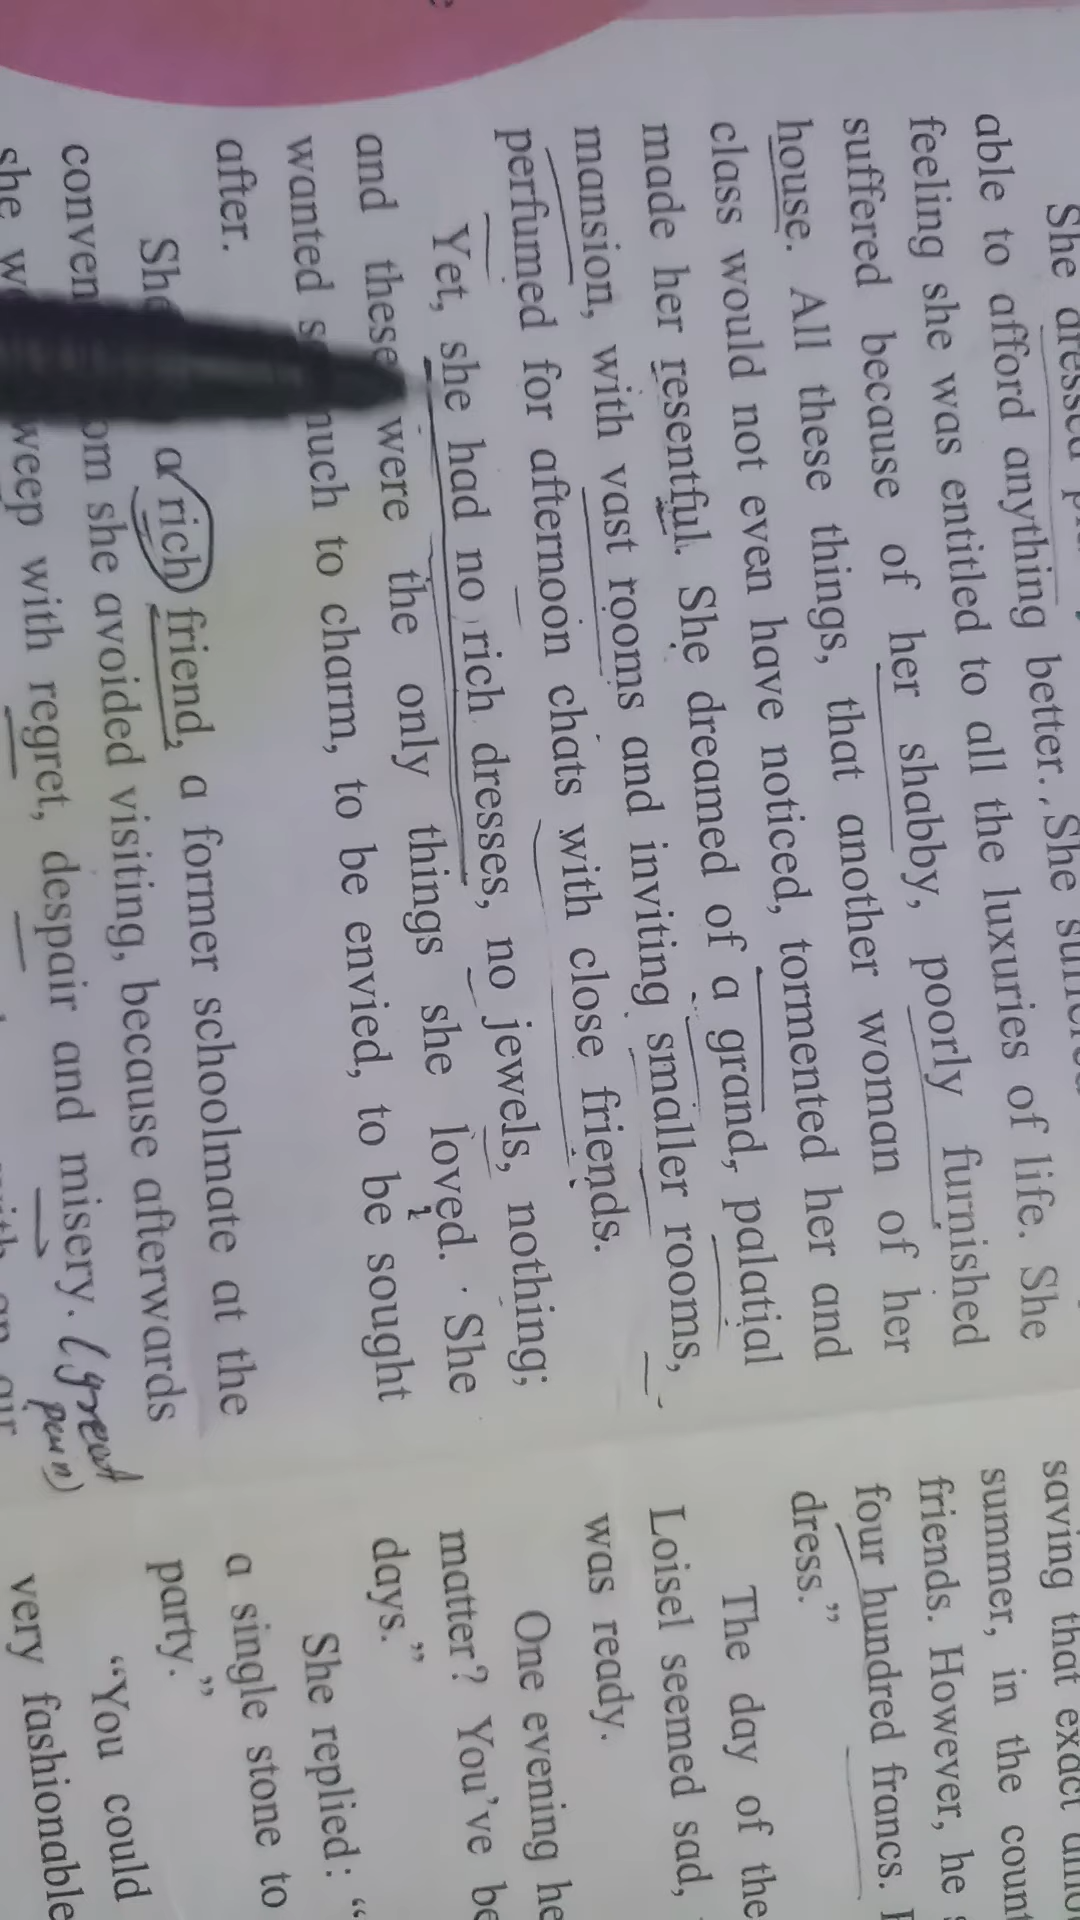 She dressed
able to afford anything better. She
feeling she was entitled to all the luxuries of life. She
suffered because of her shabby, poorly furnished
house. All these things, that another woman of her
class would not even have noticed, tormented her and
made her resentful. She dreamed of a grand, palatial
mansion, with vast rooms and inviting smaller rooms,
perfumed for afternoon chats with close friends.
Yet, she had no rich dresses, no jewels, nothing;
and these were the only things she loved. She
wanted much to charm, to be envied, to be sought
after.
a rich friend, a former schoolmate at the
she avoided visiting, because afterwards
she weep with regret, despair and misery. (great
pain)
saving that exact
summer, in the
friends. However, he
four hundred francs.
dress.”
The day of the
Loisel seemed sad,
was ready.
One evening
matter? You’ve
days.”
She replied: “
a single stone to
party.”
“You could
very fashionable